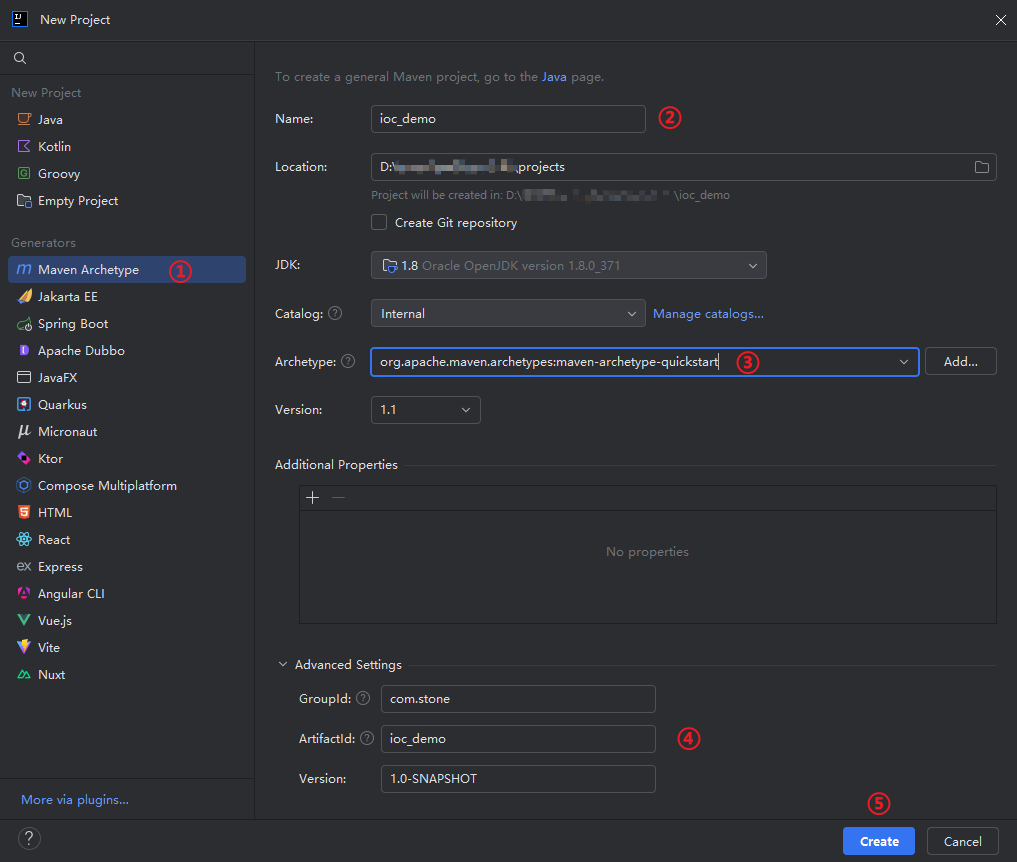 New Project
New Project
Java
Kotlin
Groovy
Empty Project
Generators
Maven Archetype ①
Jakarta EE
Spring Boot
Apache Dubbo
JavaFX
Quarkus
Micronaut
Ktor
Compose Multiplatform
HTML
React
ex Express
Angular CLI
Vue.js
Vite
Nuxt
More via plugins...
?
To create a general Maven project, go to the Java page.
Name: ioc_demo ②
Location: D:\ \projects
Project will be created in: D:\ \ioc_demo
Create Git repository
JDK: 1.8 Oracle OpenJDK version 1.8.0_371
Catalog: ? Internal Manage catalogs...
Archetype: ? org.apache.maven.archetypes:maven-archetype-quickstart ③ Add...
Version: 1.1
Additional Properties
No properties
Advanced Settings
GroupId: ? com.stone
ArtifactId: ? ioc_demo ④
Version: 1.0-SNAPSHOT
⑤
Create Cancel